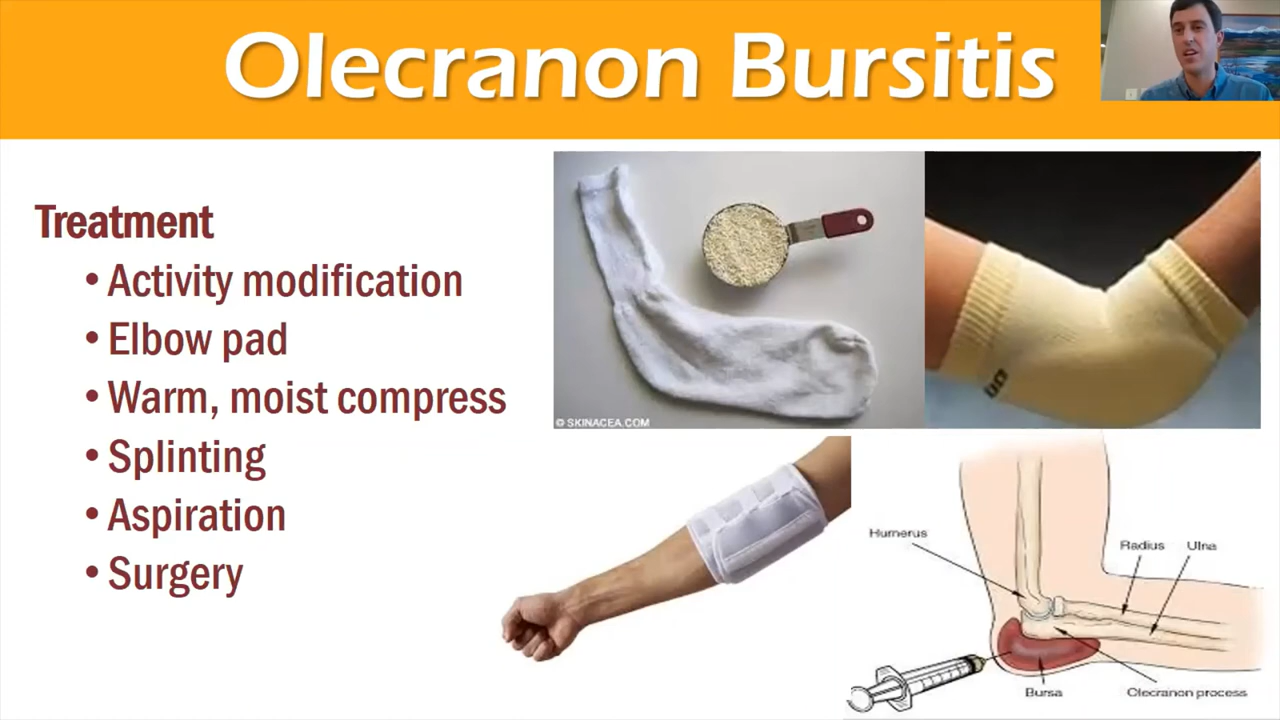 Olecranon Bursitis
Treatment
• Activity modification
• Elbow pad
• Warm, moist compress
• Splinting
• Aspiration
• Surgery
© SKINACEA.COM
Humerus
Radius
Ulna
Bursa
Olecranon process